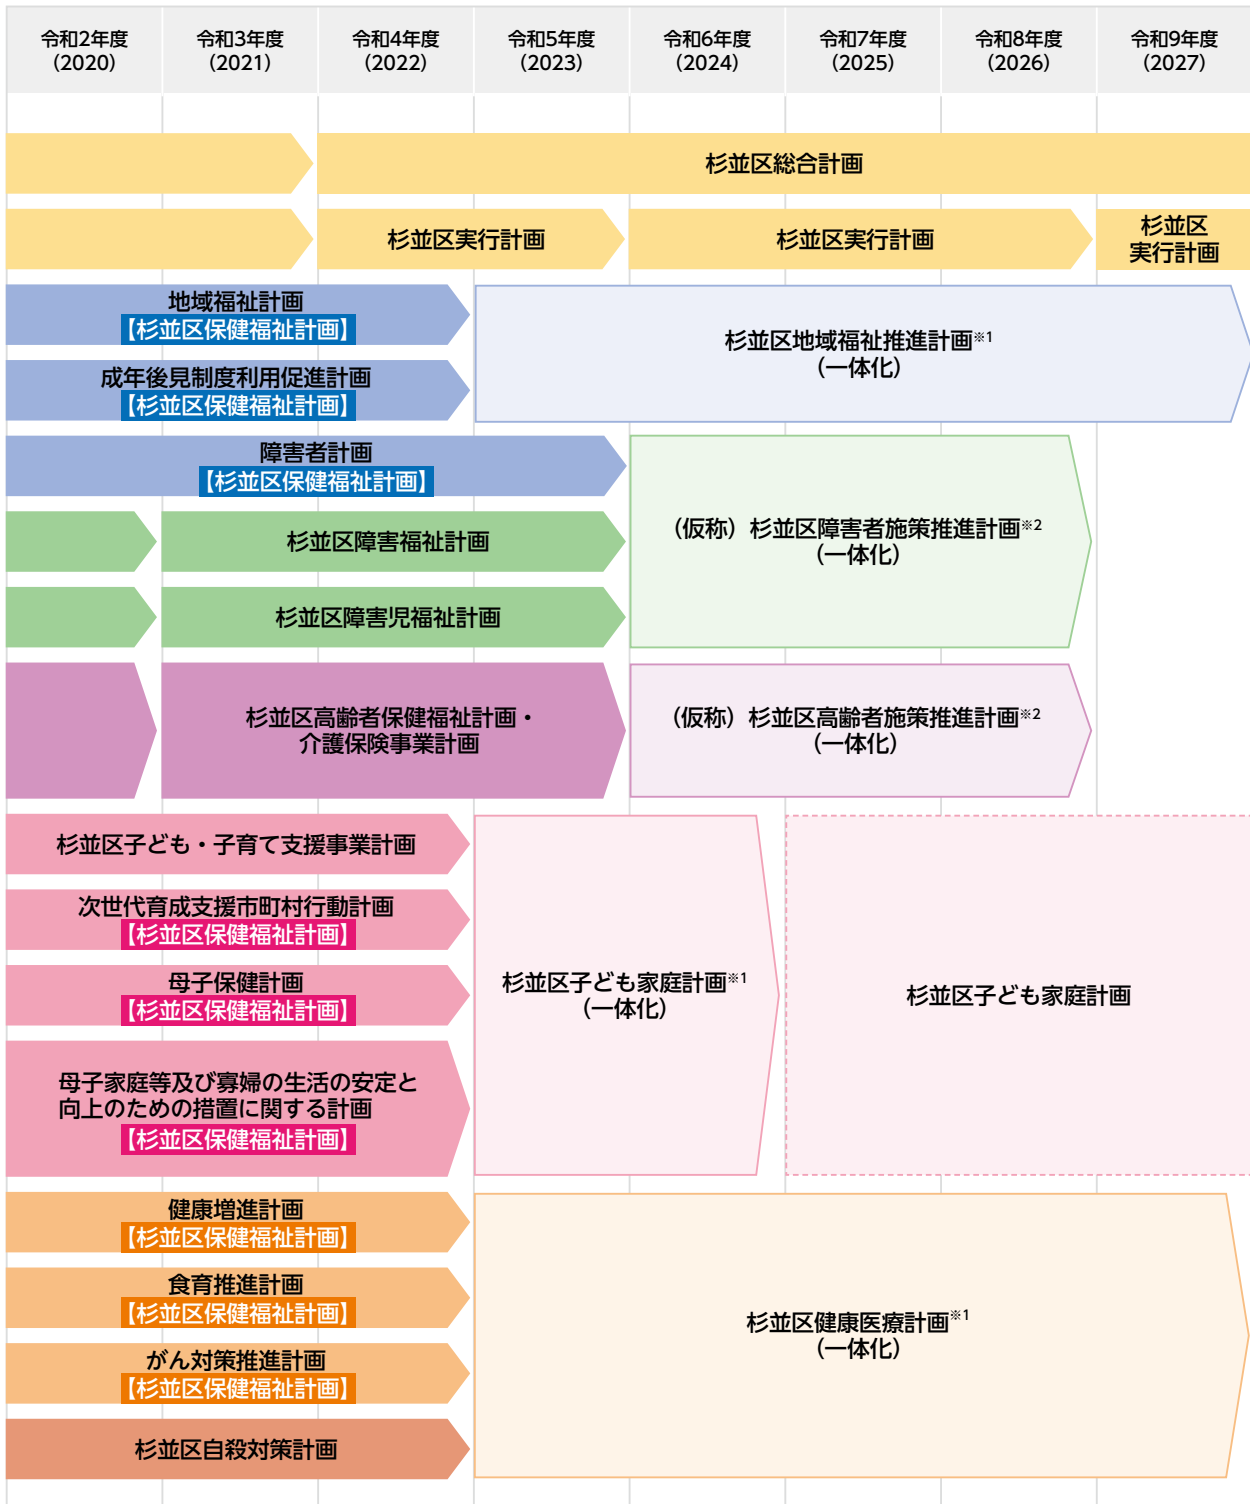 令和2年度
(2020)
令和3年度
(2021)
令和4年度
(2022)
令和5年度
(2023)
令和6年度
(2024)
令和7年度
(2025)
令和8年度
(2026)
令和9年度
(2027)
杉並区総合計画
杉並区実行計画
杉並区実行計画
杉並区
実行計画
地域福祉計画
【杉並区保健福祉計画】
成年後見制度利用促進計画
【杉並区保健福祉計画】
杉並区地域福祉推進計画※1
(一体化)
障害者計画
【杉並区保健福祉計画】
杉並区障害福祉計画
杉並区障害児福祉計画
(仮称)杉並区障害者施策推進計画※2
(一体化)
杉並区高齢者保健福祉計画・
介護保険事業計画
(仮称)杉並区高齢者施策推進計画※2
(一体化)
杉並区子ども・子育て支援事業計画
次世代育成支援市町村行動計画
【杉並区保健福祉計画】
母子保健計画
【杉並区保健福祉計画】
母子家庭等及び寡婦の生活の安定と
向上のための措置に関する計画
【杉並区保健福祉計画】
杉並区子ども家庭計画※1
(一体化)
杉並区子ども家庭計画
健康増進計画
【杉並区保健福祉計画】
食育推進計画
【杉並区保健福祉計画】
がん対策推進計画
【杉並区保健福祉計画】
杉並区自殺対策計画
杉並区健康医療計画※1
(一体化)